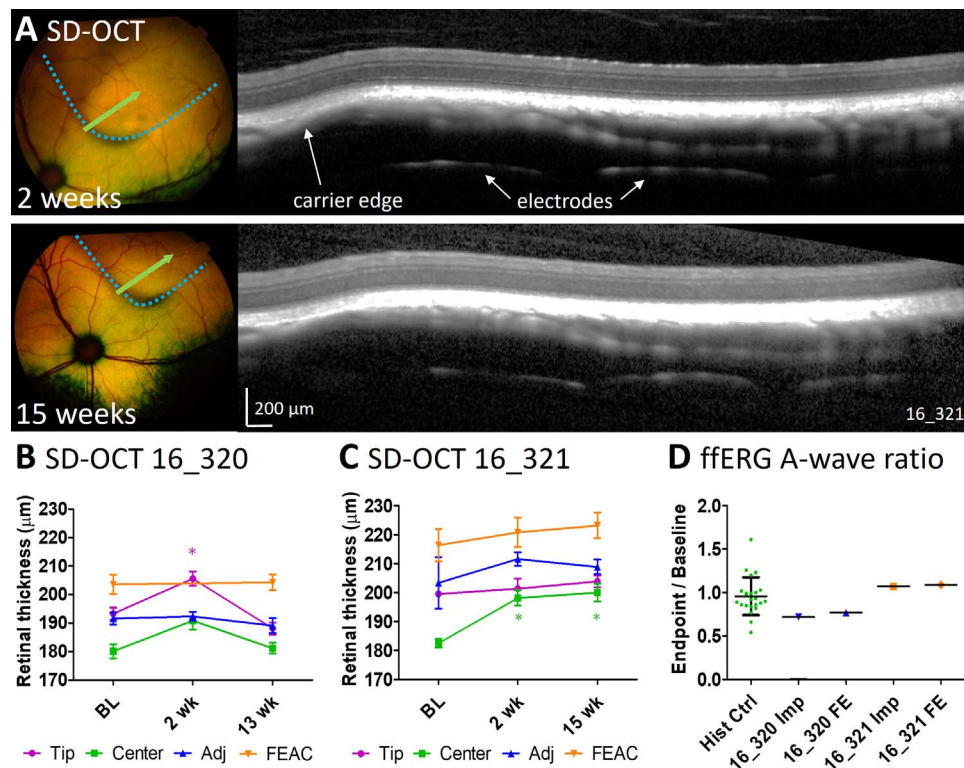 A SD-OCT
2 weeks
carrier edge
electrodes
15 weeks
200 µm
16_321
B SD-OCT 16_320
C SD-OCT 16_321
D ffERG A-wave ratio
Retinal thickness (µm)
230
220
210
200
190
180
170
*
BL
2 wk
13 wk
Tip
Center
Adj
FEAC
Retinal thickness (µm)
230
220
210
200
190
180
170
*
*
BL
2 wk
15 wk
Tip
Center
Adj
FEAC
Endpoint / Baseline
2.0
1.5
1.0
0.5
0.0
Hist Ctrl
16_320 Imp
16_320 FE
16_321 Imp
16_321 FE